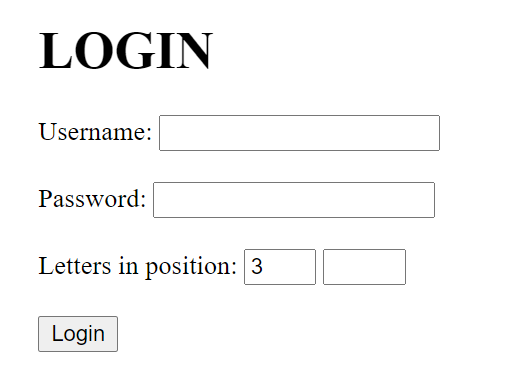 LOGIN
Username:
Password:
Letters in position: 3
Login